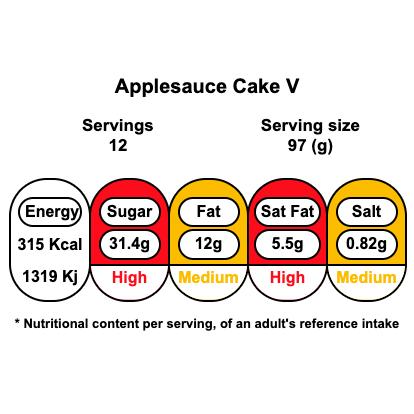 Applesauce Cake V
Servings
12
Serving size
97 (g)
Energy Sugar Fat Sat Fat Salt
315 Kcal 31.4g 12g 5.5g 0.82g
1319 Kj High Medium High Medium
* Nutritional content per serving, of an adult's reference intake